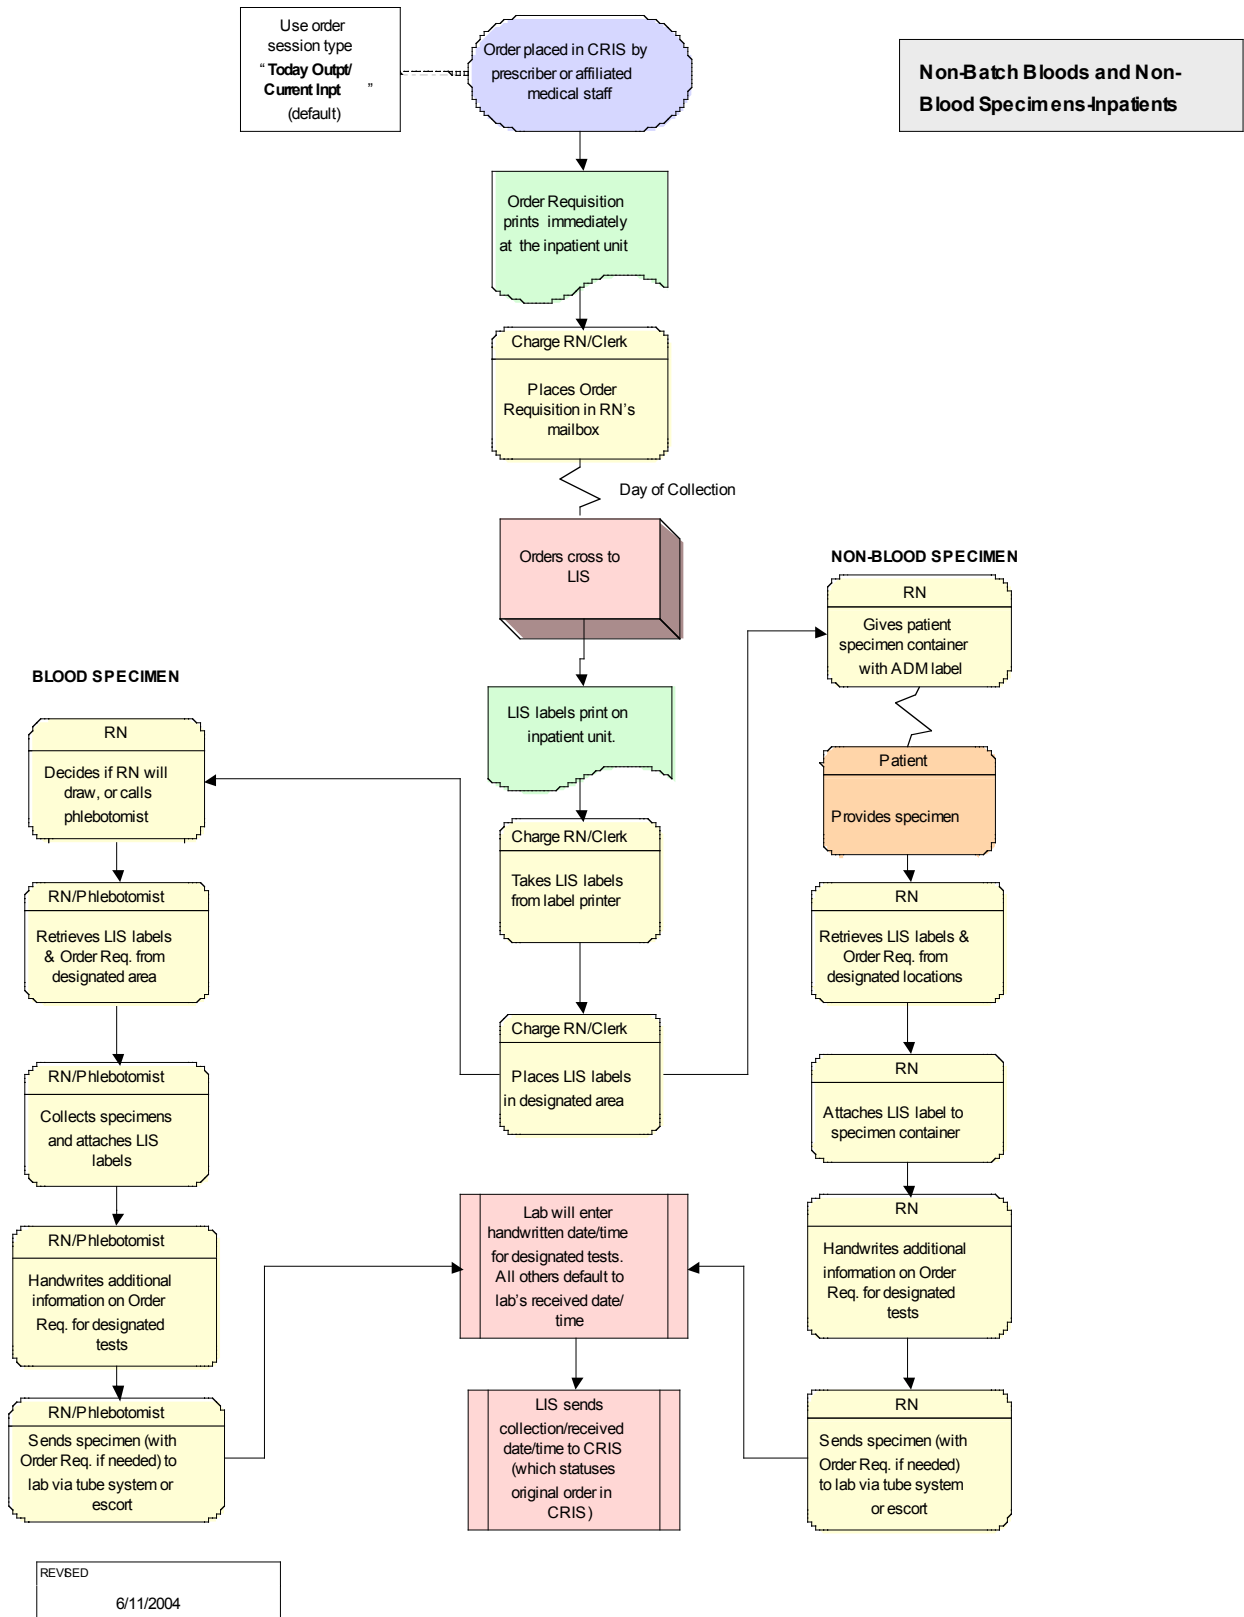 Use order
session type
“ Today Outpt/
Current Inpt ”
(default)
Order placed in CRIS by
prescriber or affiliated
medical staff
Non-Batch Bloods and Non-
Blood Specimens-Inpatients
Order Requisition
prints immediately
at the inpatient unit
Charge RN/Clerk
Places Order
Requisition in RN’s
mailbox
Day of Collection
Orders cross to
LIS
LIS labels print on
inpatient unit.
Charge RN/Clerk
Takes LIS labels
from label printer
Charge RN/Clerk
Places LIS labels
in designated area
BLOOD SPECIMEN
RN
Decides if RN will
draw, or calls
phlebotomist
RN/Phlebotomist
Retrieves LIS labels
& Order Req. from
designated area
RN/Phlebotomist
Collects specimens
and attaches LIS
labels
RN/Phlebotomist
Handwrites additional
information on Order
Req. for designated
tests
RN/Phlebotomist
Sends specimen (with
Order Req. if needed) to
lab via tube system or
escort
NON-BLOOD SPECIMEN
RN
Gives patient
specimen container
with ADM label
Patient
Provides specimen
RN
Retrieves LIS labels &
Order Req. from
designated locations
RN
Attaches LIS label to
specimen container
RN
Handwrites additional
information on Order
Req. for designated
tests
RN
Sends specimen (with
Order Req. if needed)
to lab via tube system
or escort
Lab will enter
handwritten date/time
for designated tests.
All others default to
lab’s received date/
time
LIS sends
collection/received
date/time to CRIS
(which statuses
original order in
CRIS)
REVISED
6/11/2004